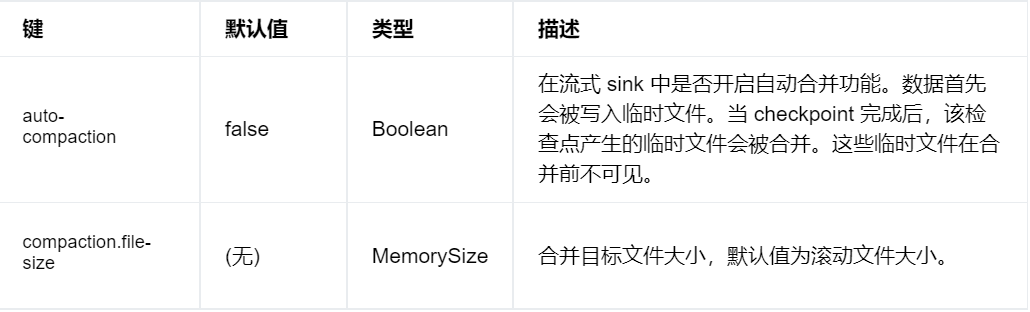 键 默认值 类型 描述
auto-
compaction
false
Boolean
在流式 sink 中是否开启自动合并功能。数据首先
会被写入临时文件。当 checkpoint 完成后，该检
查点产生的临时文件会被合并。这些临时文件在合
并前不可见。
compaction.file-
size
(无)
MemorySize
合并目标文件大小，默认值为滚动文件大小。